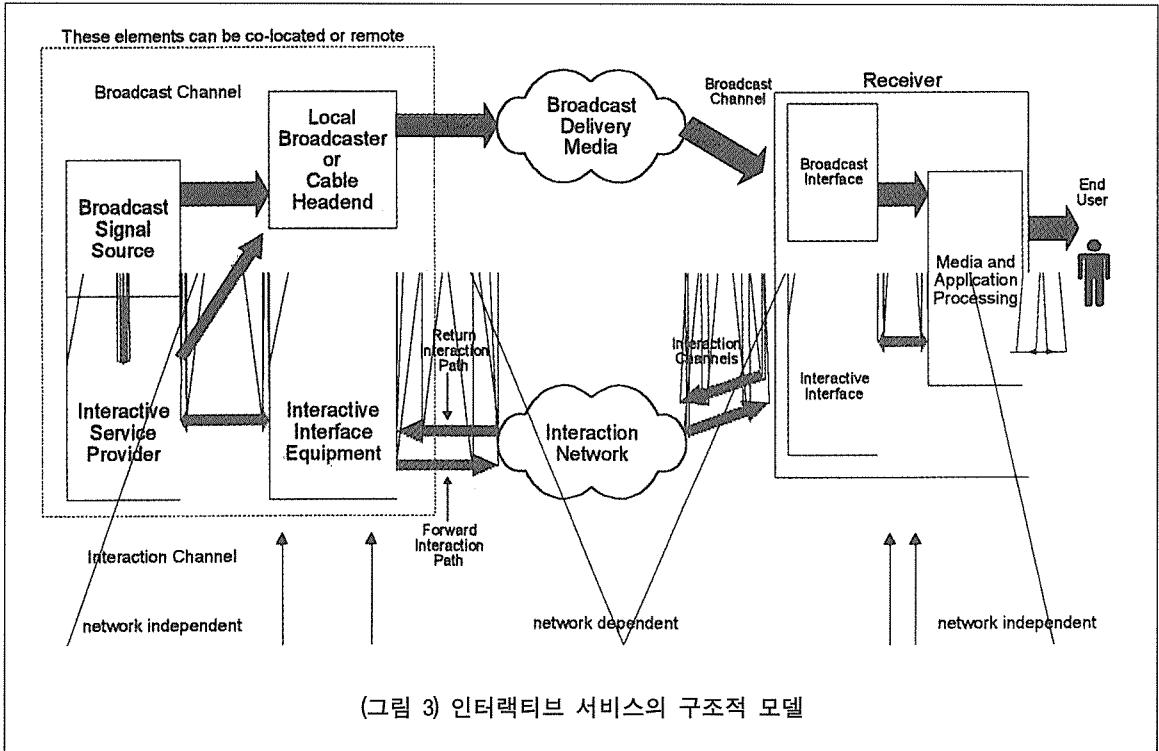 These elements can be co-located or remote
Broadcast Channel
Local
Broadcaster
or
Cable
Headend
Broadcast
Signal
Source
Broadcast
Delivery
Media
Broadcast
Channel
Receiver
Broadcast
Interface
End
User
Media and
Application
Processing
Return
Interaction
Path
Interaction
Channels
Interactive
Service
Provider
Interactive
Interface
Equipment
Interaction
Network
Interactive
Interface
Forward
Interaction
Path
Interaction Channel
network independent
network dependent
network independent
(그림 3) 인터랙티브 서비스의 구조적 모델